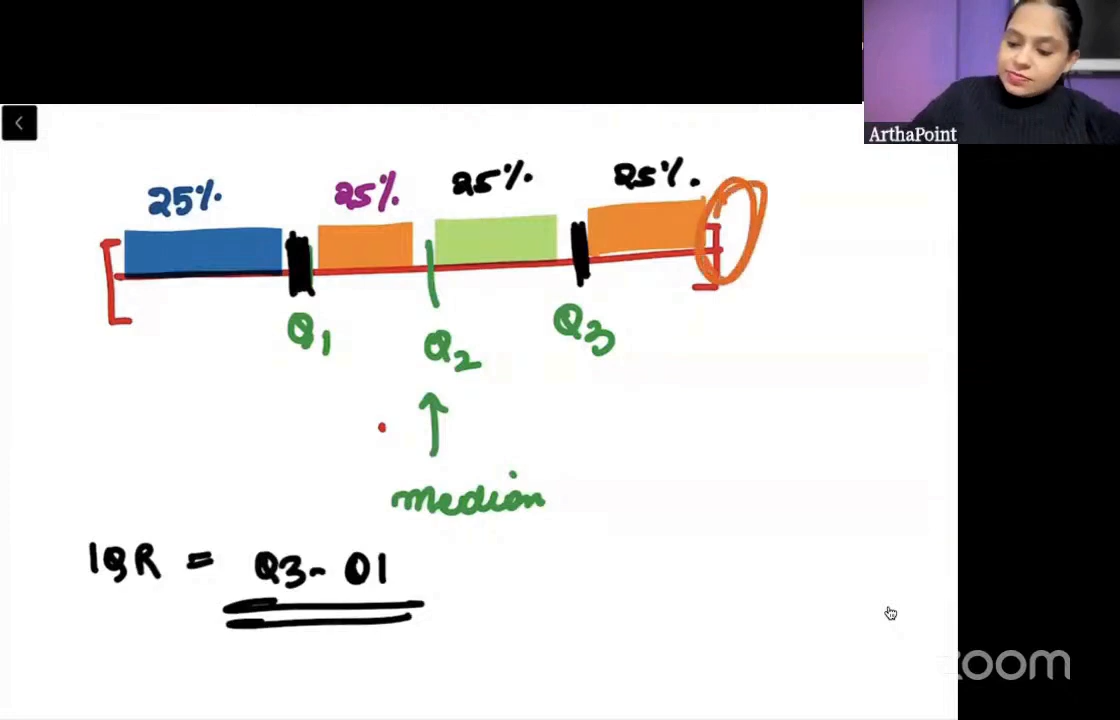 ArthaPoint
25% 25% 25% 25%.
Q1 Q2 Q3
median
IQR = Q3 - Q1
zoom